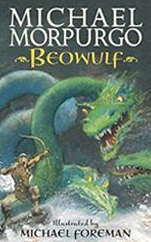 MICHAEL
MORPURGO
BEOWULF
Illustrated by
MICHAEL FOREMAN